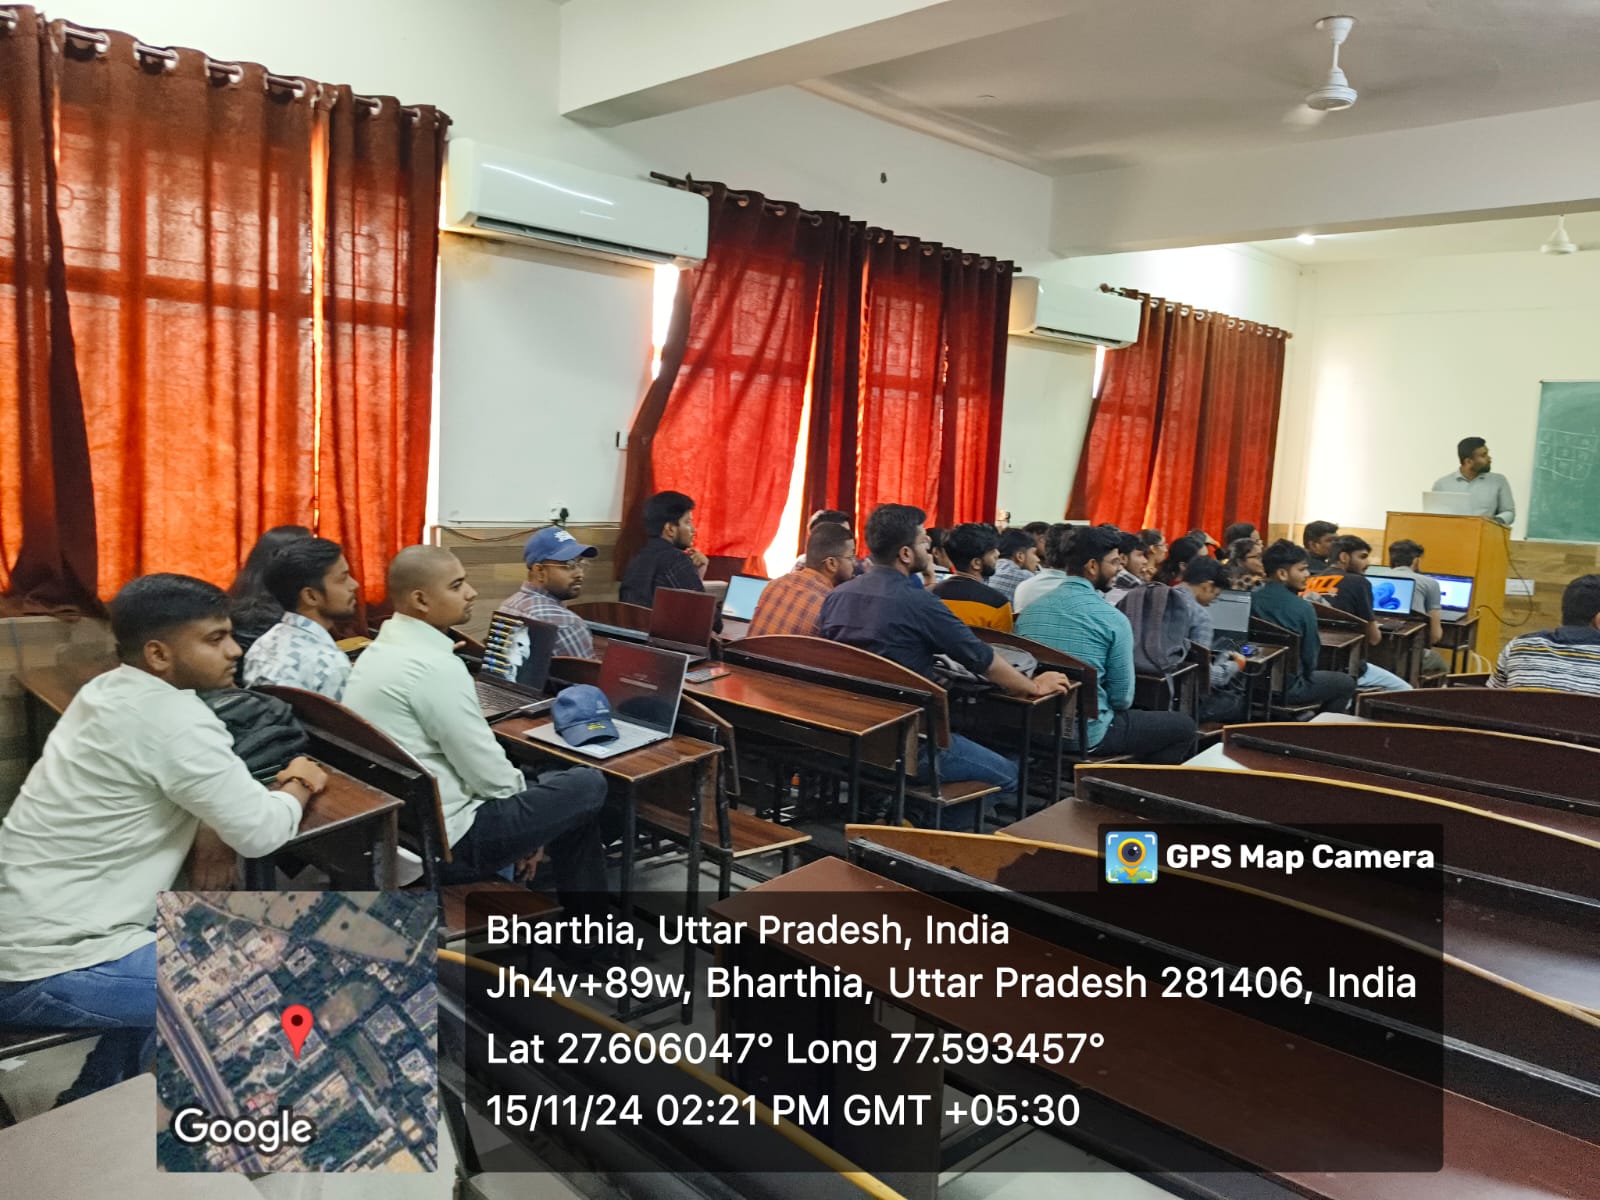 GPS Map Camera
Bharthia, Uttar Pradesh, India
Jh4v+89w, Bharthia, Uttar Pradesh 281406, India
Lat 27.606047° Long 77.593457°
15/11/24 02:21 PM GMT +05:30
Google